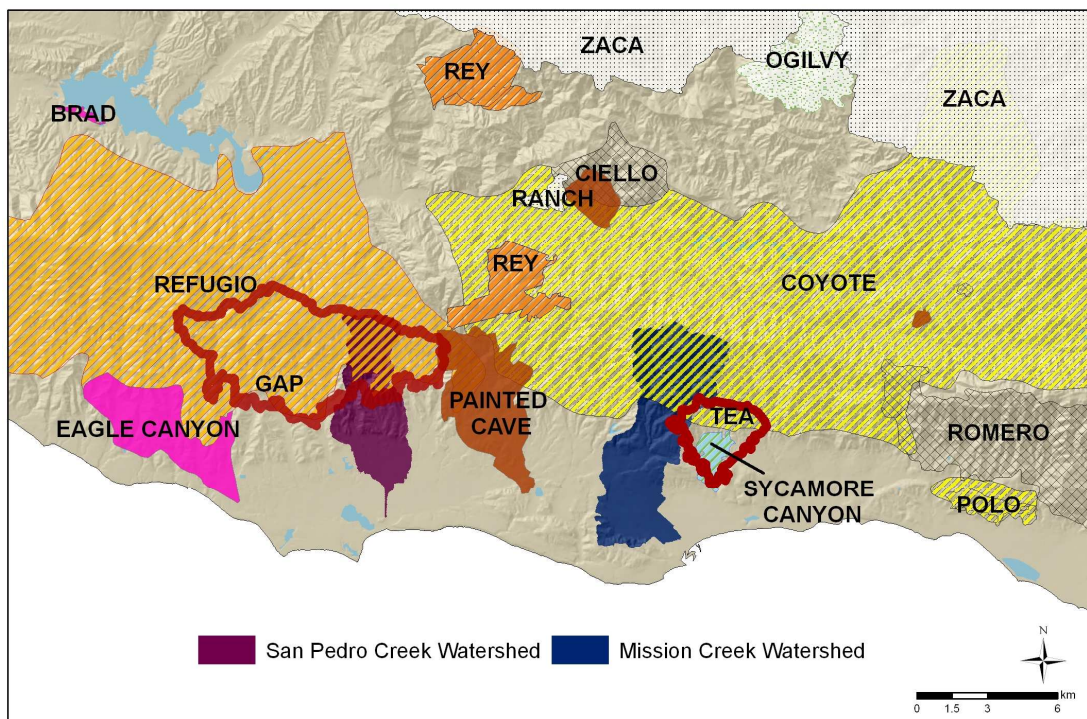 ZACA
OGILVY
REY
ZACA
BRAD
CIELLO
RANCH
REY
REFUGIO
COYOTE
GAP
PAINTED
CAVE
TEA
EAGLE CANYON
ROMERO
SYCAMORE
CANYON
POLO
San Pedro Creek Watershed
Mission Creek Watershed
N
km
0 1.5 3 6